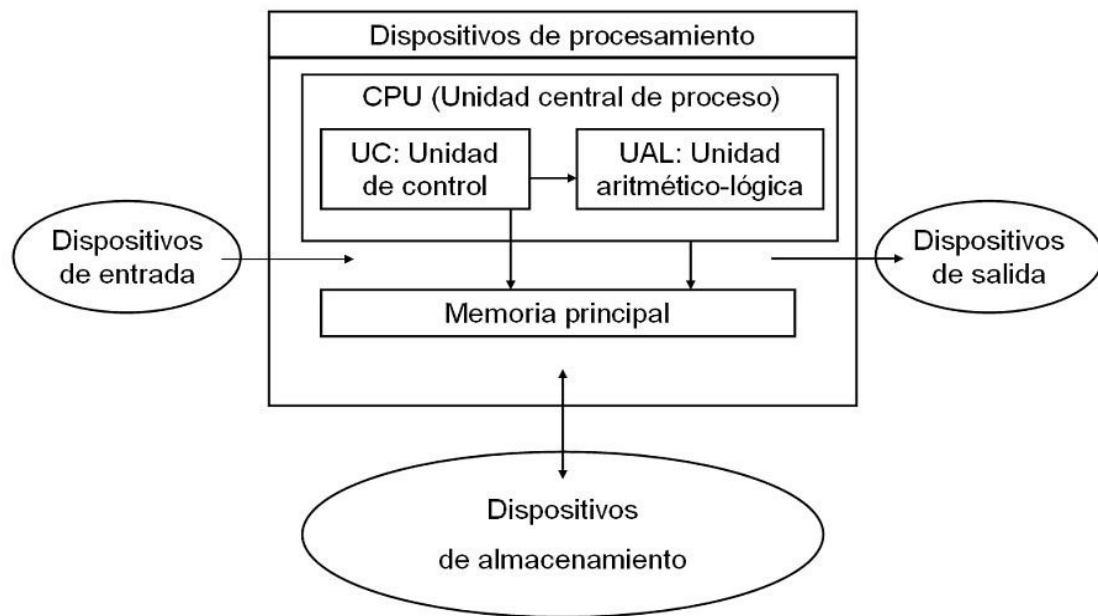 Dispositivos de procesamiento
CPU (Unidad central de proceso)
UC: Unidad
de control
UAL: Unidad
aritmético-lógica
Dispositivos
de entrada
Dispositivos
de salida
Memoria principal
Dispositivos
de almacenamiento